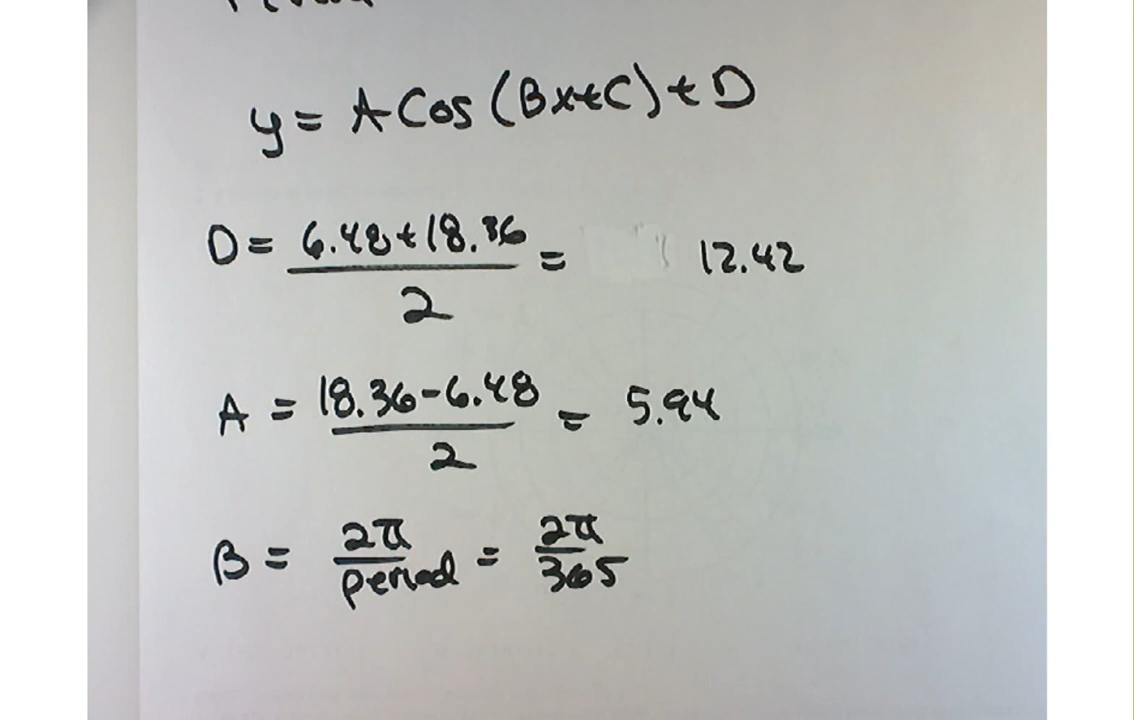 y = A Cos (Bx+C) + D
D = 6.48 + 18.36 / 2 = 12.42
A = 18.36 - 6.48 / 2 = 5.94
B = 2π / period = 2π / 365